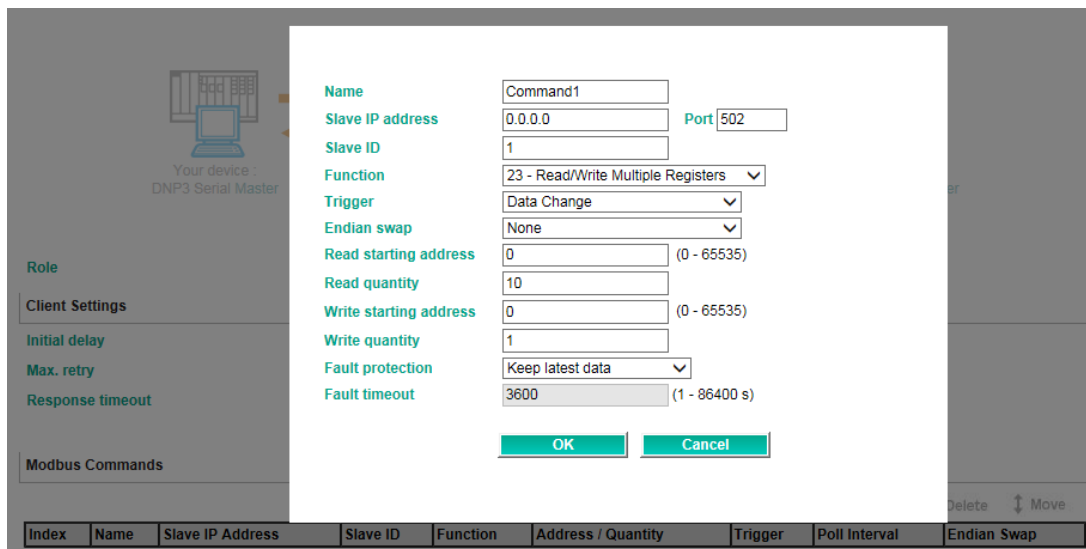 Name Command1
Slave IP address 0.0.0.0 Port 502
Slave ID 1
Function 23 - Read/Write Multiple Registers
Trigger Data Change
Endian swap None
Read starting address 0 (0 - 65535)
Read quantity 10
Write starting address 0 (0 - 65535)
Write quantity 1
Fault protection Keep latest data
Fault timeout 3600 (1 - 86400 s)
OK Cancel
Your device :
DNP3 Serial Master
Role
Client Settings
Initial delay
Max. retry
Response timeout
Modbus Commands
Delete Move
Index Name Slave IP Address Slave ID Function Address / Quantity Trigger Poll Interval Endian Swap